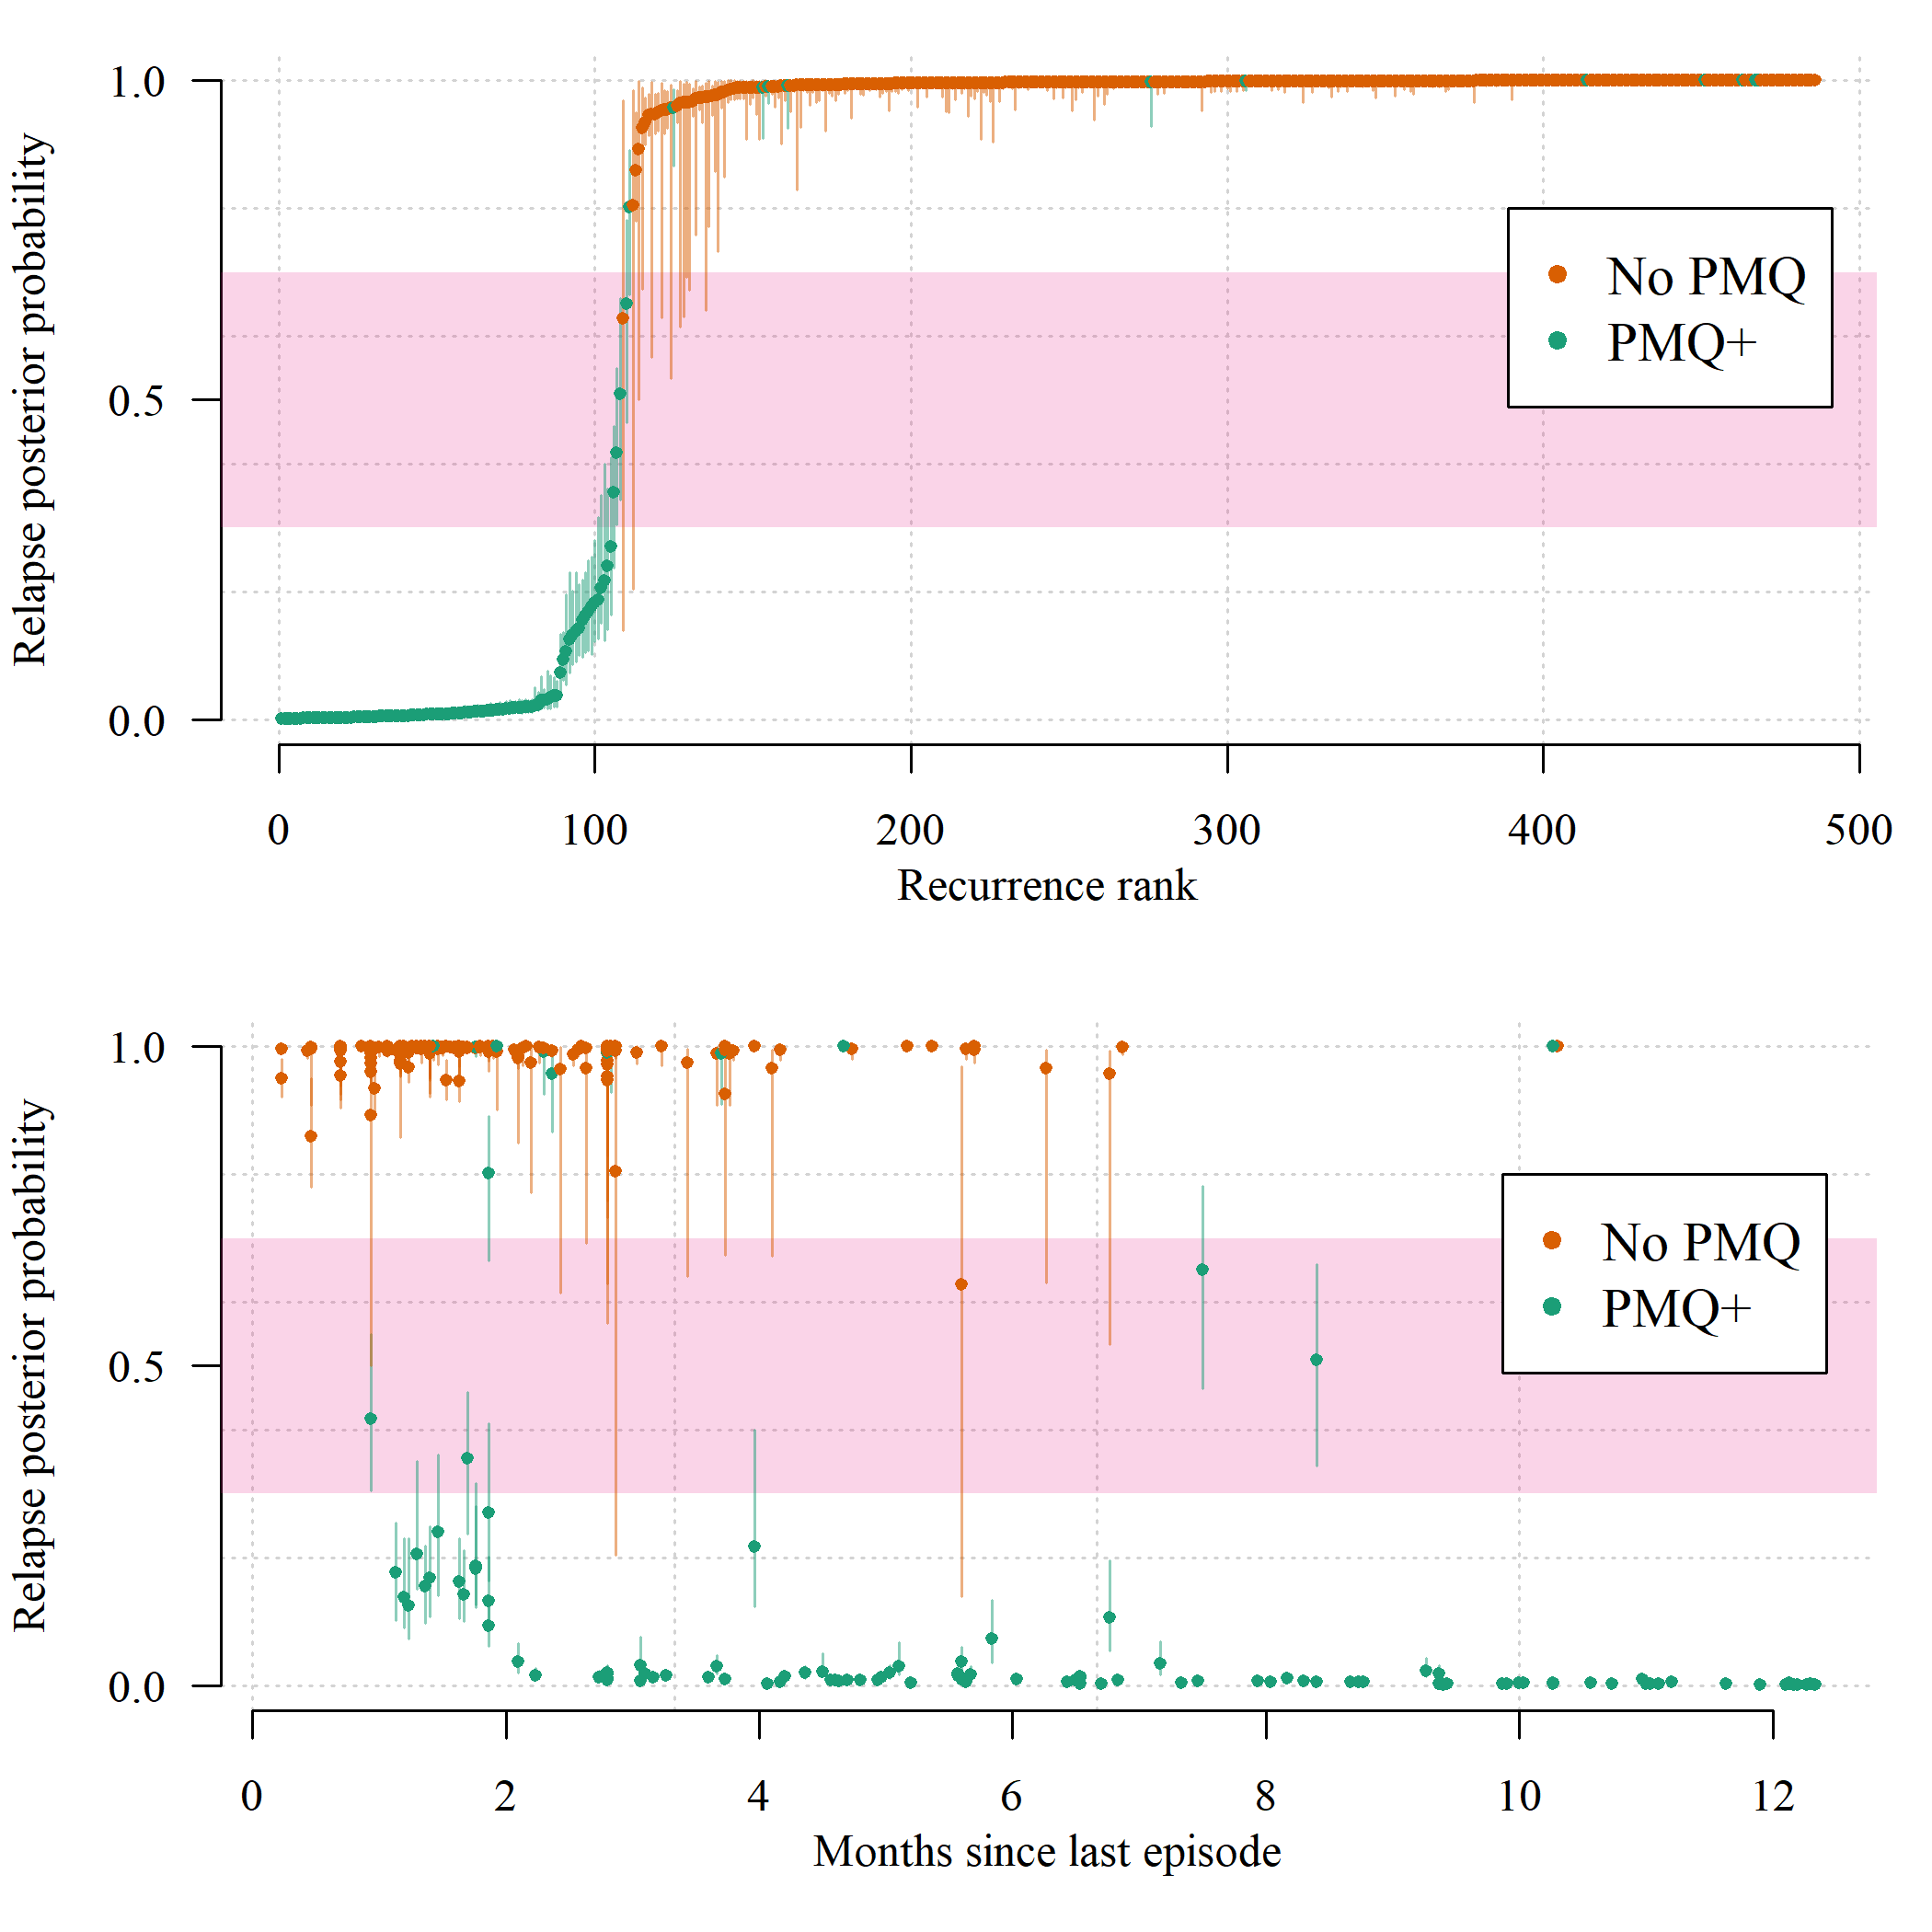 Relapse posterior probability
1.0
0.5
0.0
No PMQ
PMQ+
0 100 200 300 400 500
Recurrence rank
Relapse posterior probability
1.0
0.5
0.0
No PMQ
PMQ+
0 2 4 6 8 10 12
Months since last episode